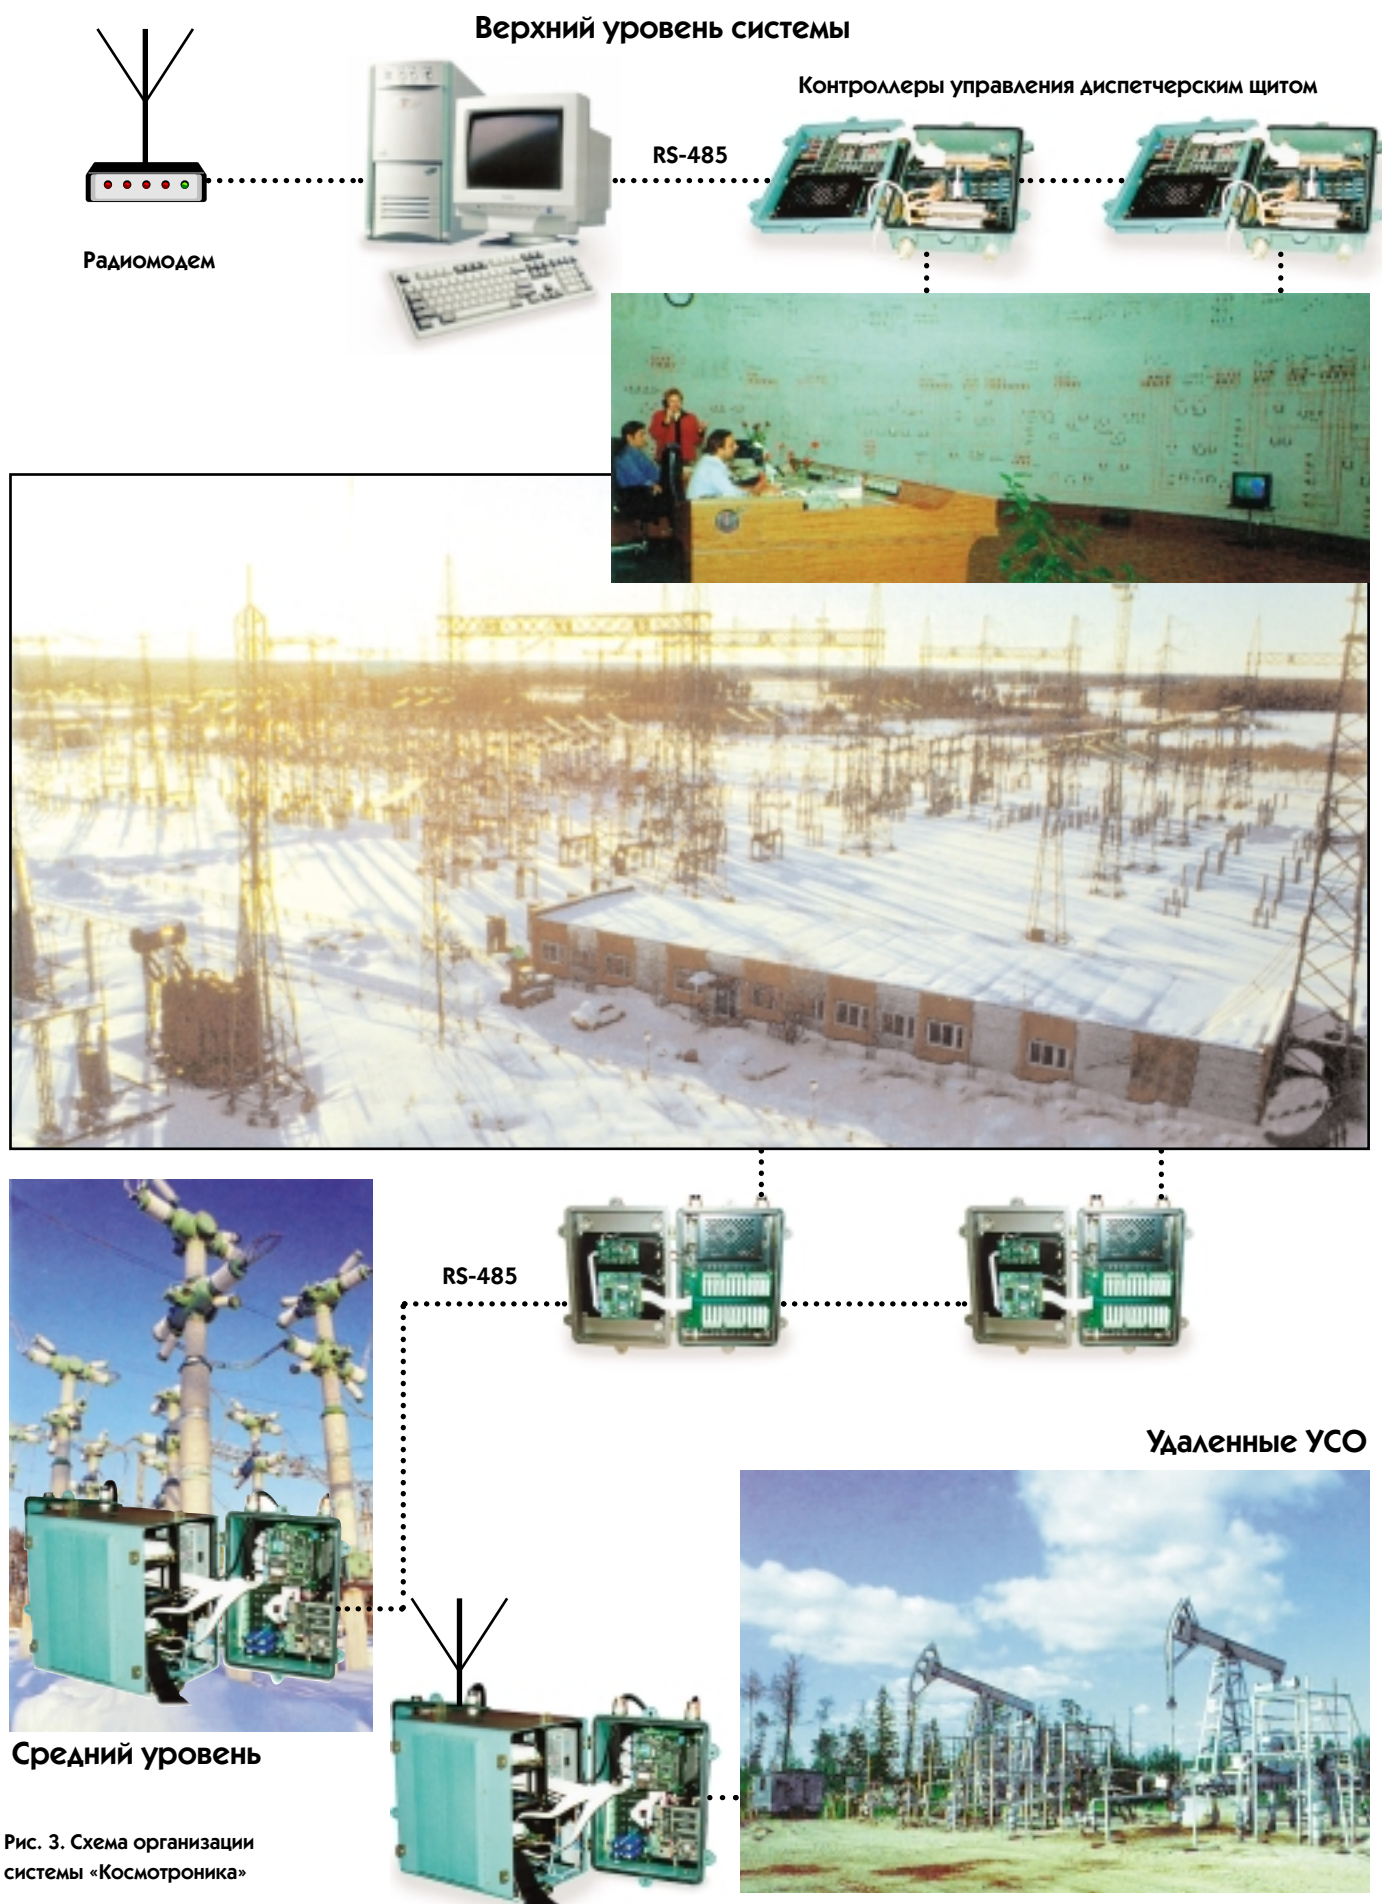 Верхний уровень системы
Контроллеры управления диспетчерским щитом
RS-485
Радиомодем
RS-485
Удаленные УСО
Средний уровень
Рис. 3. Схема организации
системы «Космотроника»